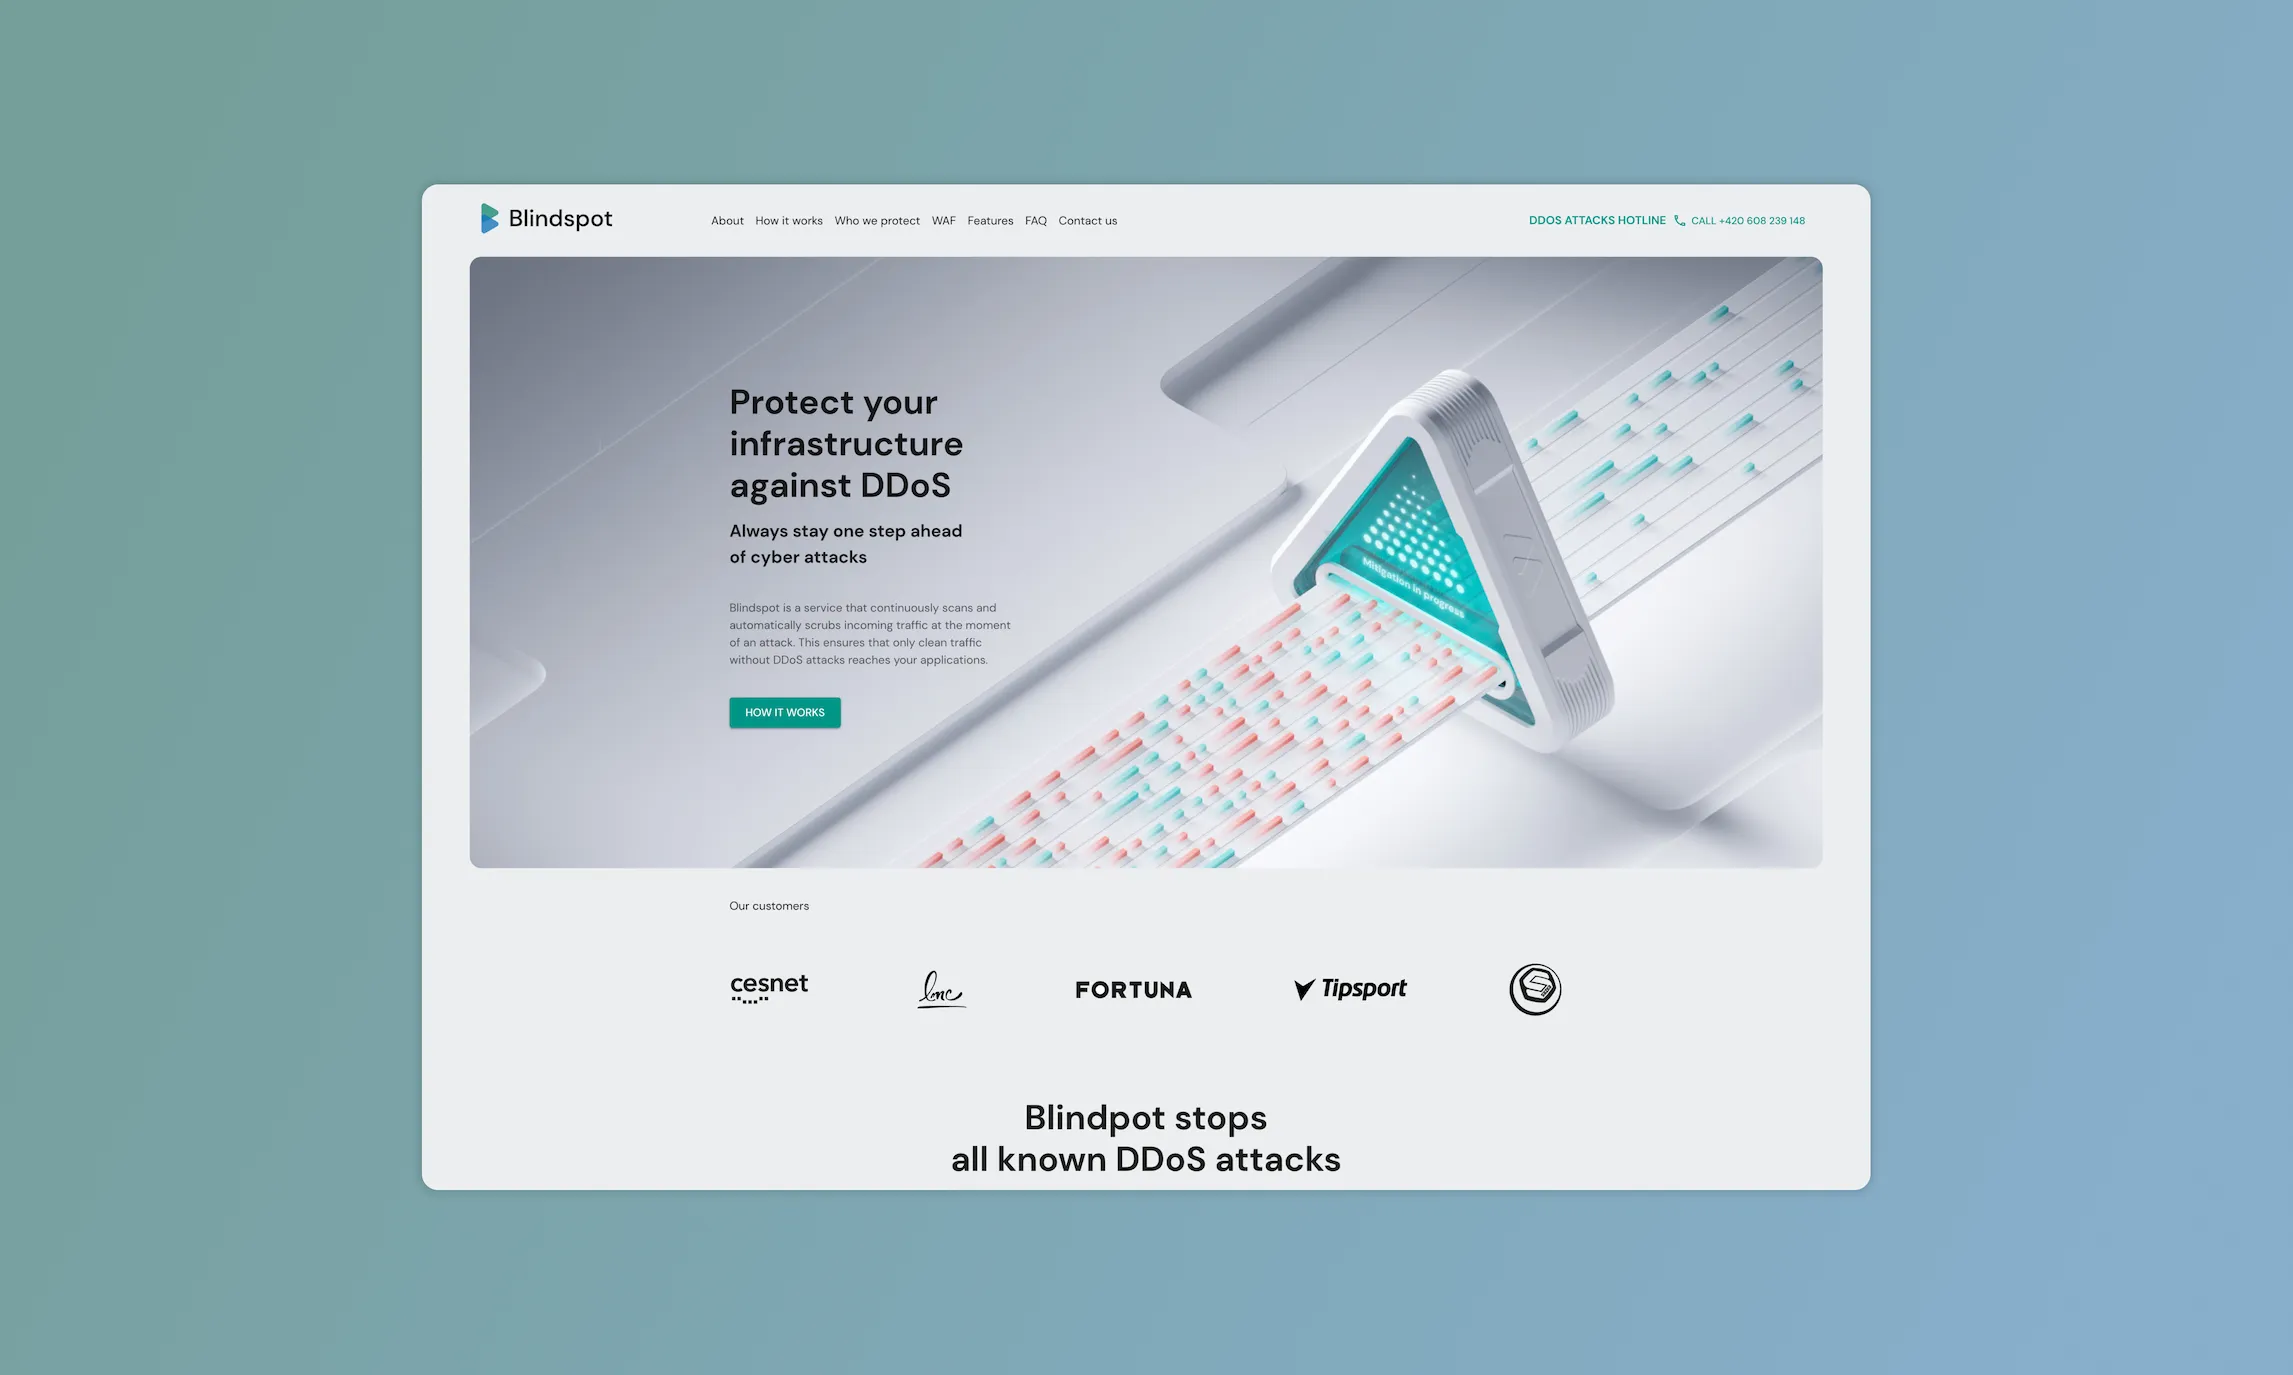 Blindspot
About How it works Who we protect WAF Features FAQ Contact us
DDOS ATTACKS HOTLINE CALL +420 608 239 148
Protect your
infrastructure
against DDoS
Always stay one step ahead
of cyber attacks
Blindspot is a service that continuously scans and
automatically scrubs incoming traffic at the moment
of an attack. This ensures that only clean traffic
without DDoS attacks reaches your applications.
HOW IT WORKS
Mitigation in progress
Our customers
cesnet
lmc
FORTUNA
Tipsport
Blindpot stops
all known DDoS attacks